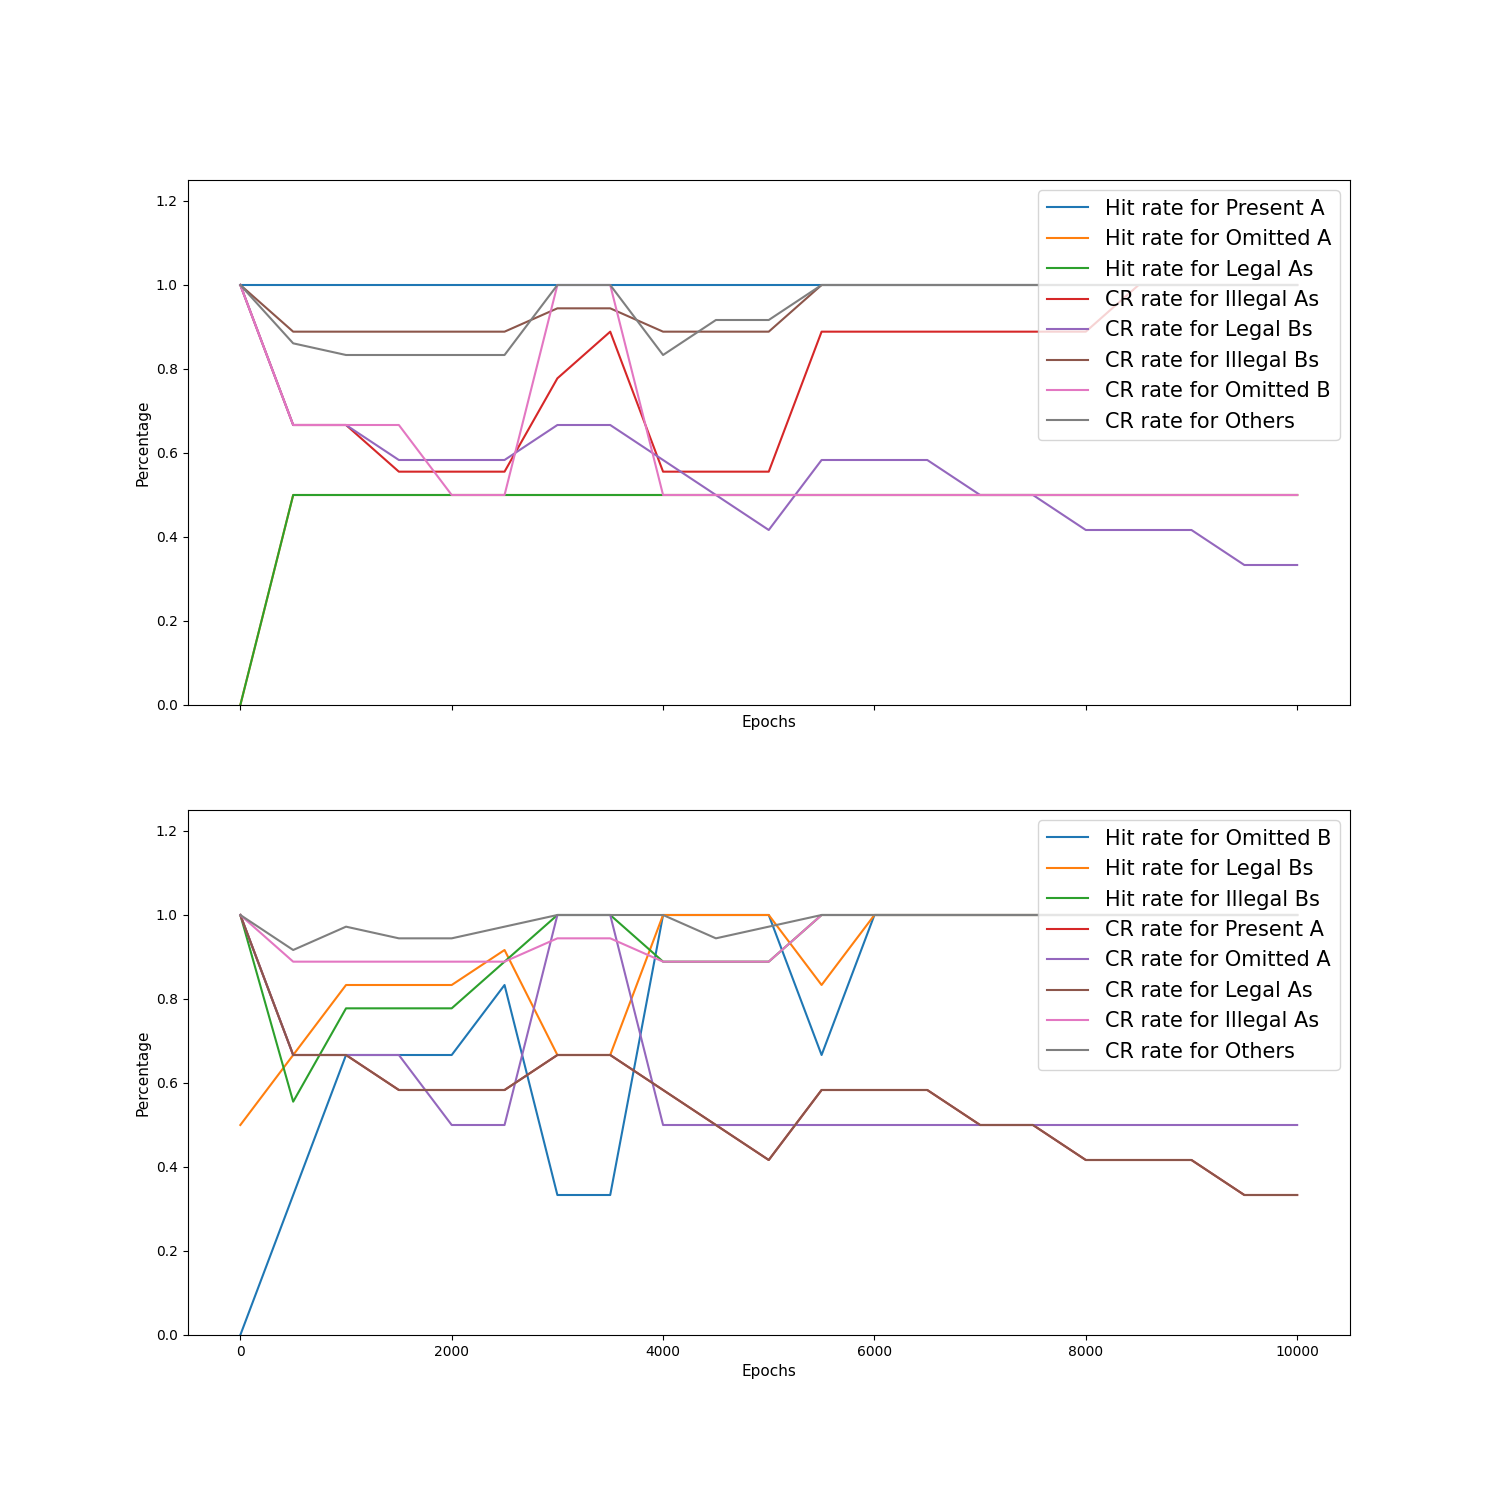 1.2
1.0
0.8
0.6
0.4
0.2
0.0
Percentage
Epochs
Hit rate for Present A
Hit rate for Omitted A
Hit rate for Legal As
CR rate for Illegal As
CR rate for Legal Bs
CR rate for Illegal Bs
CR rate for Omitted B
CR rate for Others
1.2
1.0
0.8
0.6
0.4
0.2
0.0
Percentage
0 2000 4000 6000 8000 10000
Epochs
Hit rate for Omitted B
Hit rate for Legal Bs
Hit rate for Illegal Bs
CR rate for Present A
CR rate for Omitted A
CR rate for Legal As
CR rate for Illegal As
CR rate for Others